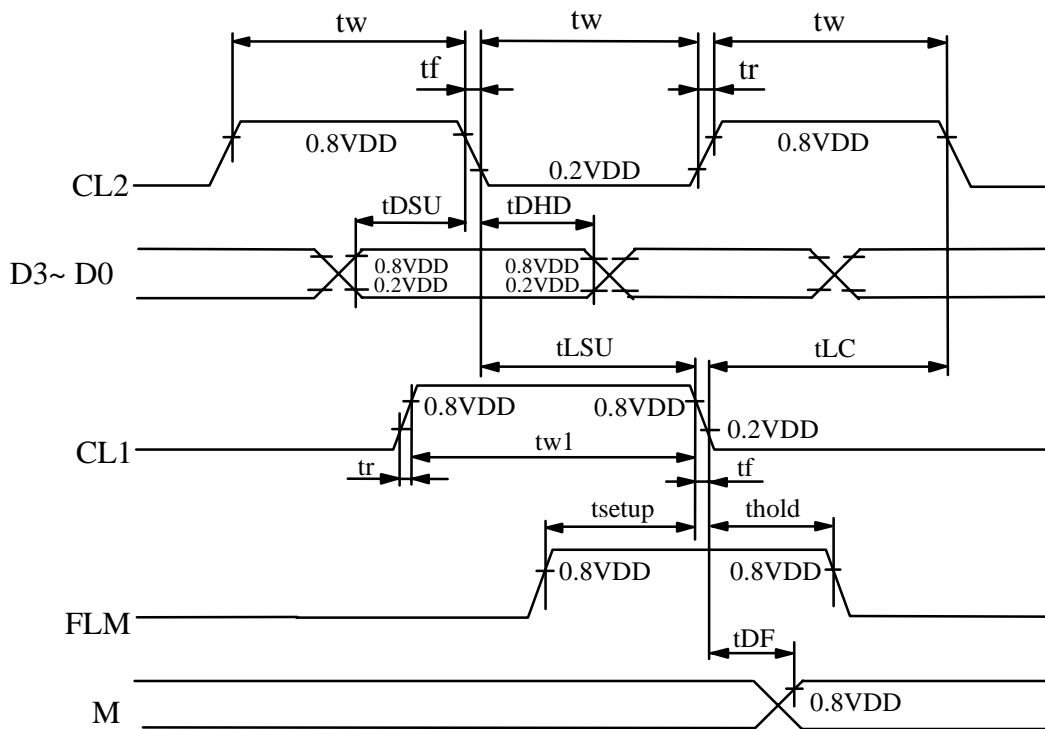 tw tw tw
tf tr
0.8VDD 0.2VDD 0.8VDD
CL2
tDSU tDHD
D3~ D0
0.8VDD 0.8VDD
0.2VDD 0.2VDD
tLSU tLC
0.8VDD 0.8VDD
0.2VDD
CL1
tw1
tr tf
tsetup thold
0.8VDD 0.8VDD
FLM
tDF
0.8VDD
M